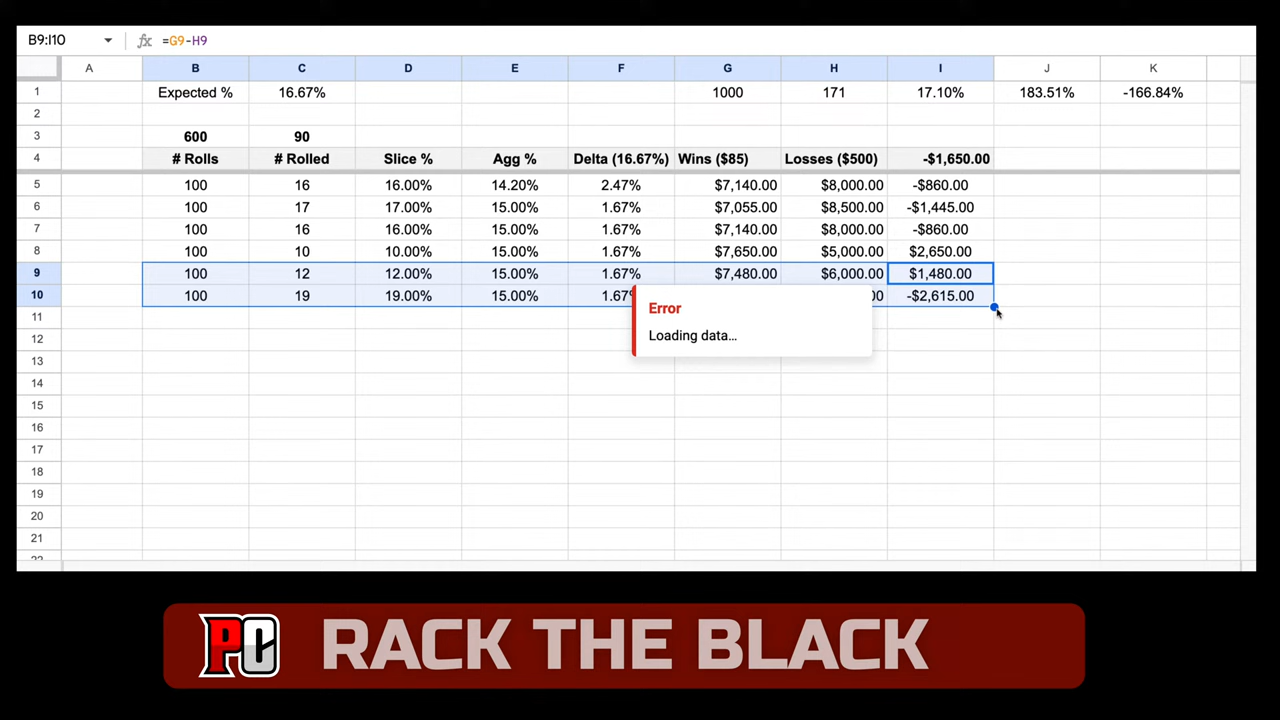 B9:I10 fx =G9-H9
A B C D E F G H I J K
1 Expected % 16.67% 1000 171 17.10% 183.51% -166.84%
2
3 600 90
4 # Rolls # Rolled Slice % Agg % Delta (16.67%) Wins ($85) Losses ($500) -$1,650.00
5 100 16 16.00% 14.20% 2.47% $7,140.00 $8,000.00 -$860.00
6 100 17 17.00% 15.00% 1.67% $7,055.00 $8,500.00 -$1,445.00
7 100 16 16.00% 15.00% 1.67% $7,140.00 $8,000.00 -$860.00
8 100 10 10.00% 15.00% 1.67% $7,650.00 $5,000.00 $2,650.00
9 100 12 12.00% 15.00% 1.67% $7,480.00 $6,000.00 $1,480.00
10 100 19 19.00% 15.00% 1.67 .00 -$2,615.00
Error
11
Loading data...
12
13
14
15
16
17
18
19
20
21
22
PC RACK THE BLACK